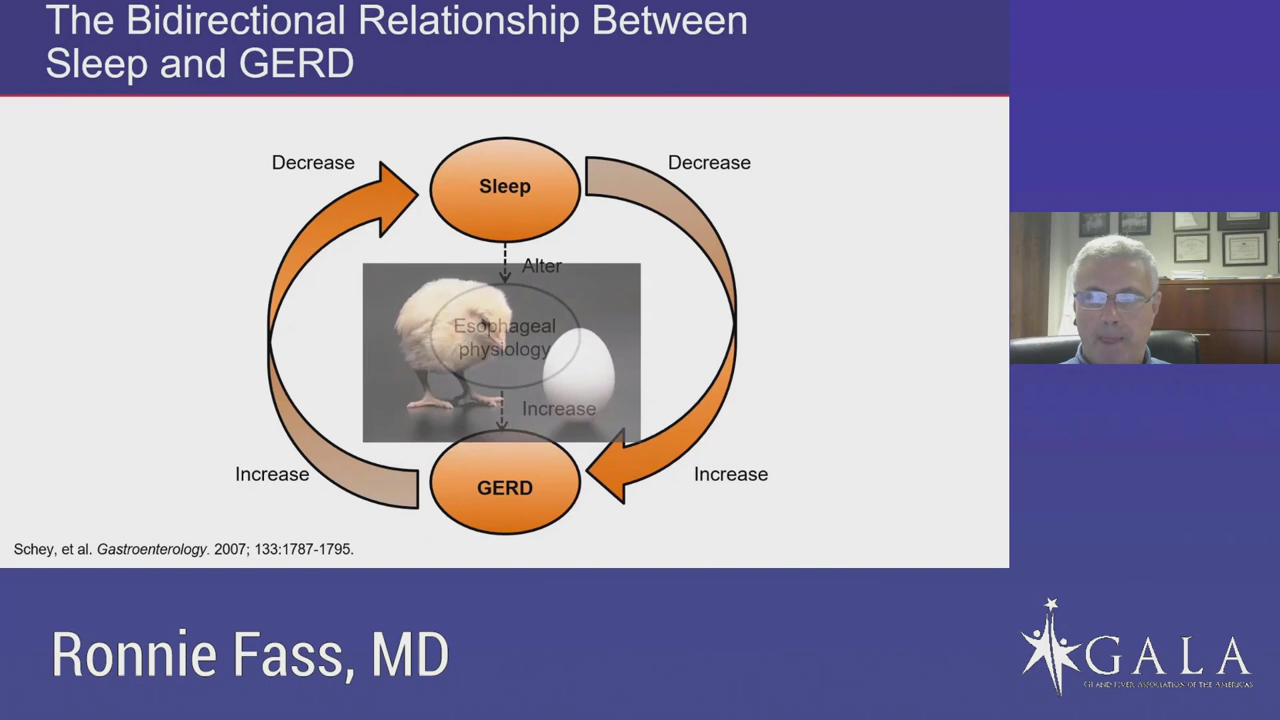 The Bidirectional Relationship Between
Sleep and GERD
Decrease
Sleep
Decrease
Alter
Esophageal
physiology
Increase
Increase
GERD
Increase
Schey, et al. Gastroenterology. 2007; 133:1787-1795.
Ronnie Fass, MD
GALA
GI AND LIVER ASSOCIATION OF THE AMERICAS